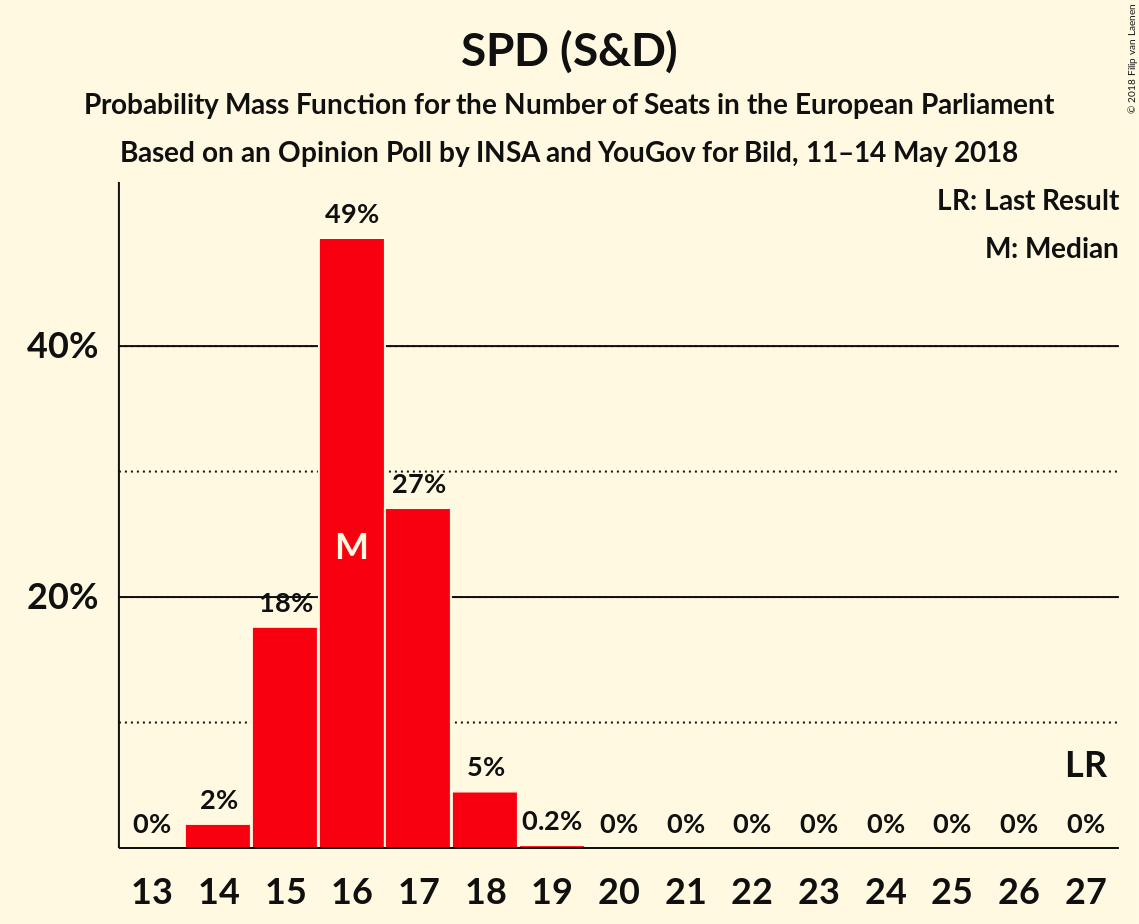 SPD (S&D)
Probability Mass Function for the Number of Seats in the European Parliament
Based on an Opinion Poll by INSA and YouGov for Bild, 11–14 May 2018
© 2018 Filip van Laenen
LR: Last Result
M: Median
49%
40%
27%
M
20%
18%
LR
5%
2%
0% 0.2% 0% 0% 0% 0% 0% 0% 0% 0%
13 14 15 16 17 18 19 20 21 22 23 24 25 26 27